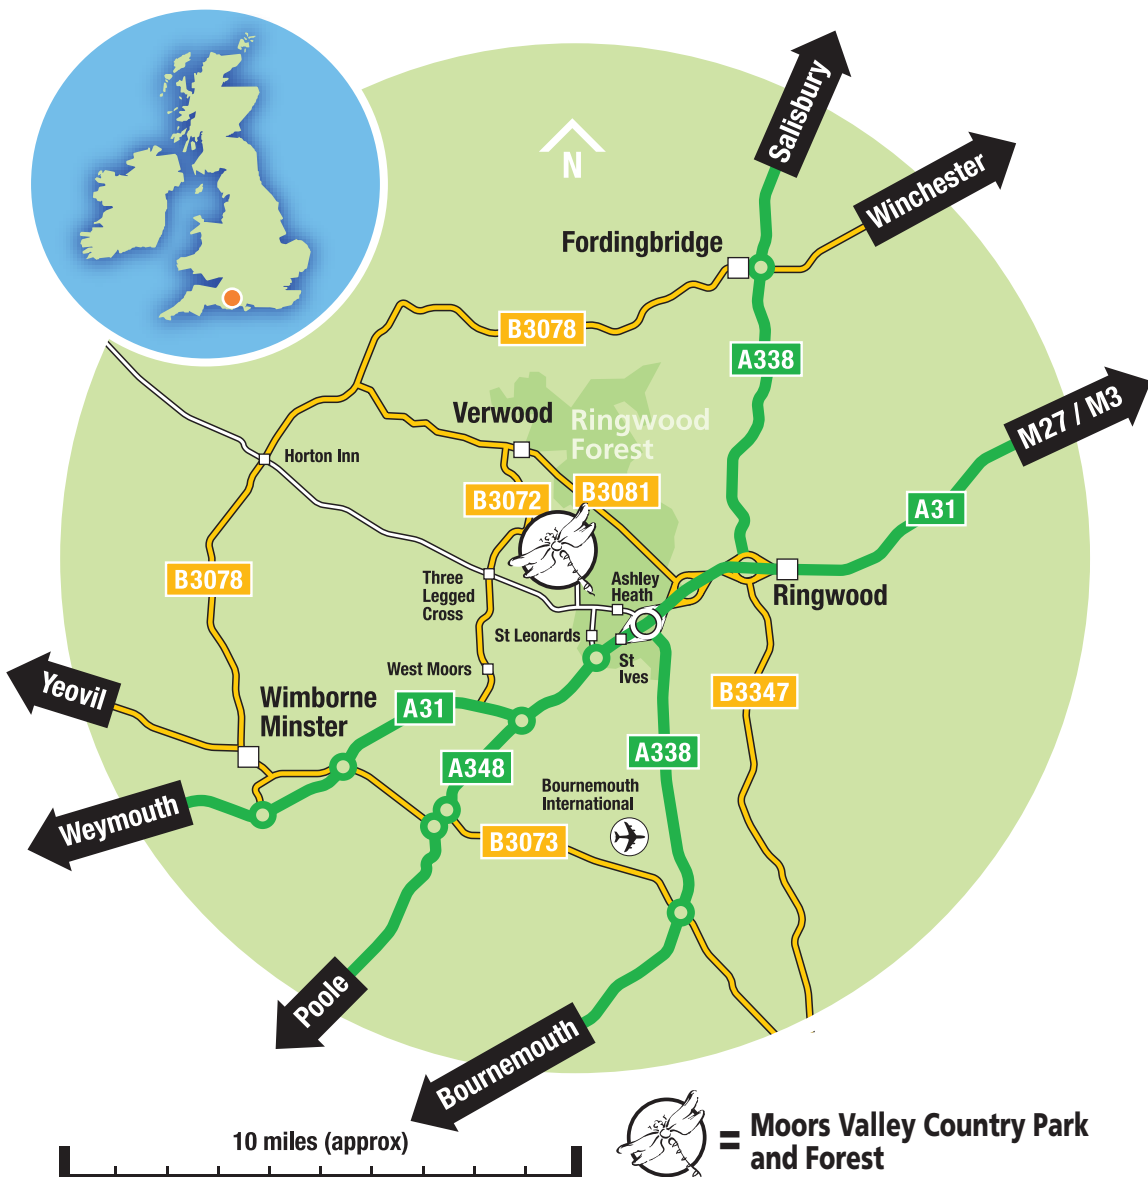 Salisbury
Winchester
N
Fordingbridge
B3078
A338
M27 / M3
Verwood
Ringwood
Forest
Horton Inn
B3072
B3081
A31
B3078
Three
Legged
Cross
Ashley
Heath
Ringwood
St Leonards
St
Ives
West Moors
Yeovil
Wimborne
Minster
A31
B3347
A338
A348
Bournemouth
International
Weymouth
B3073
Poole
Bournemouth
10 miles (approx)
= Moors Valley Country Park
and Forest